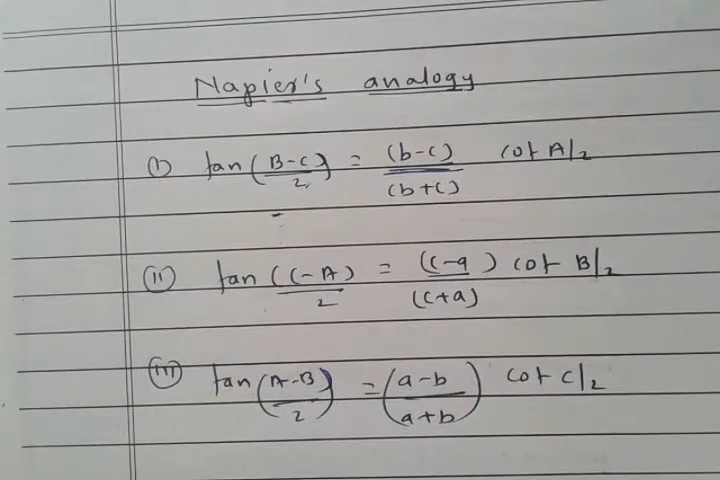 Napier's analogy
(i) tan(B-C/2) = (b-c)/(b+c) cot A/2
(ii) tan(C-A)/2 = (c-a)/(c+a) cot B/2
(iii) tan(A-B/2) = (a-b/a+b) cot C/2